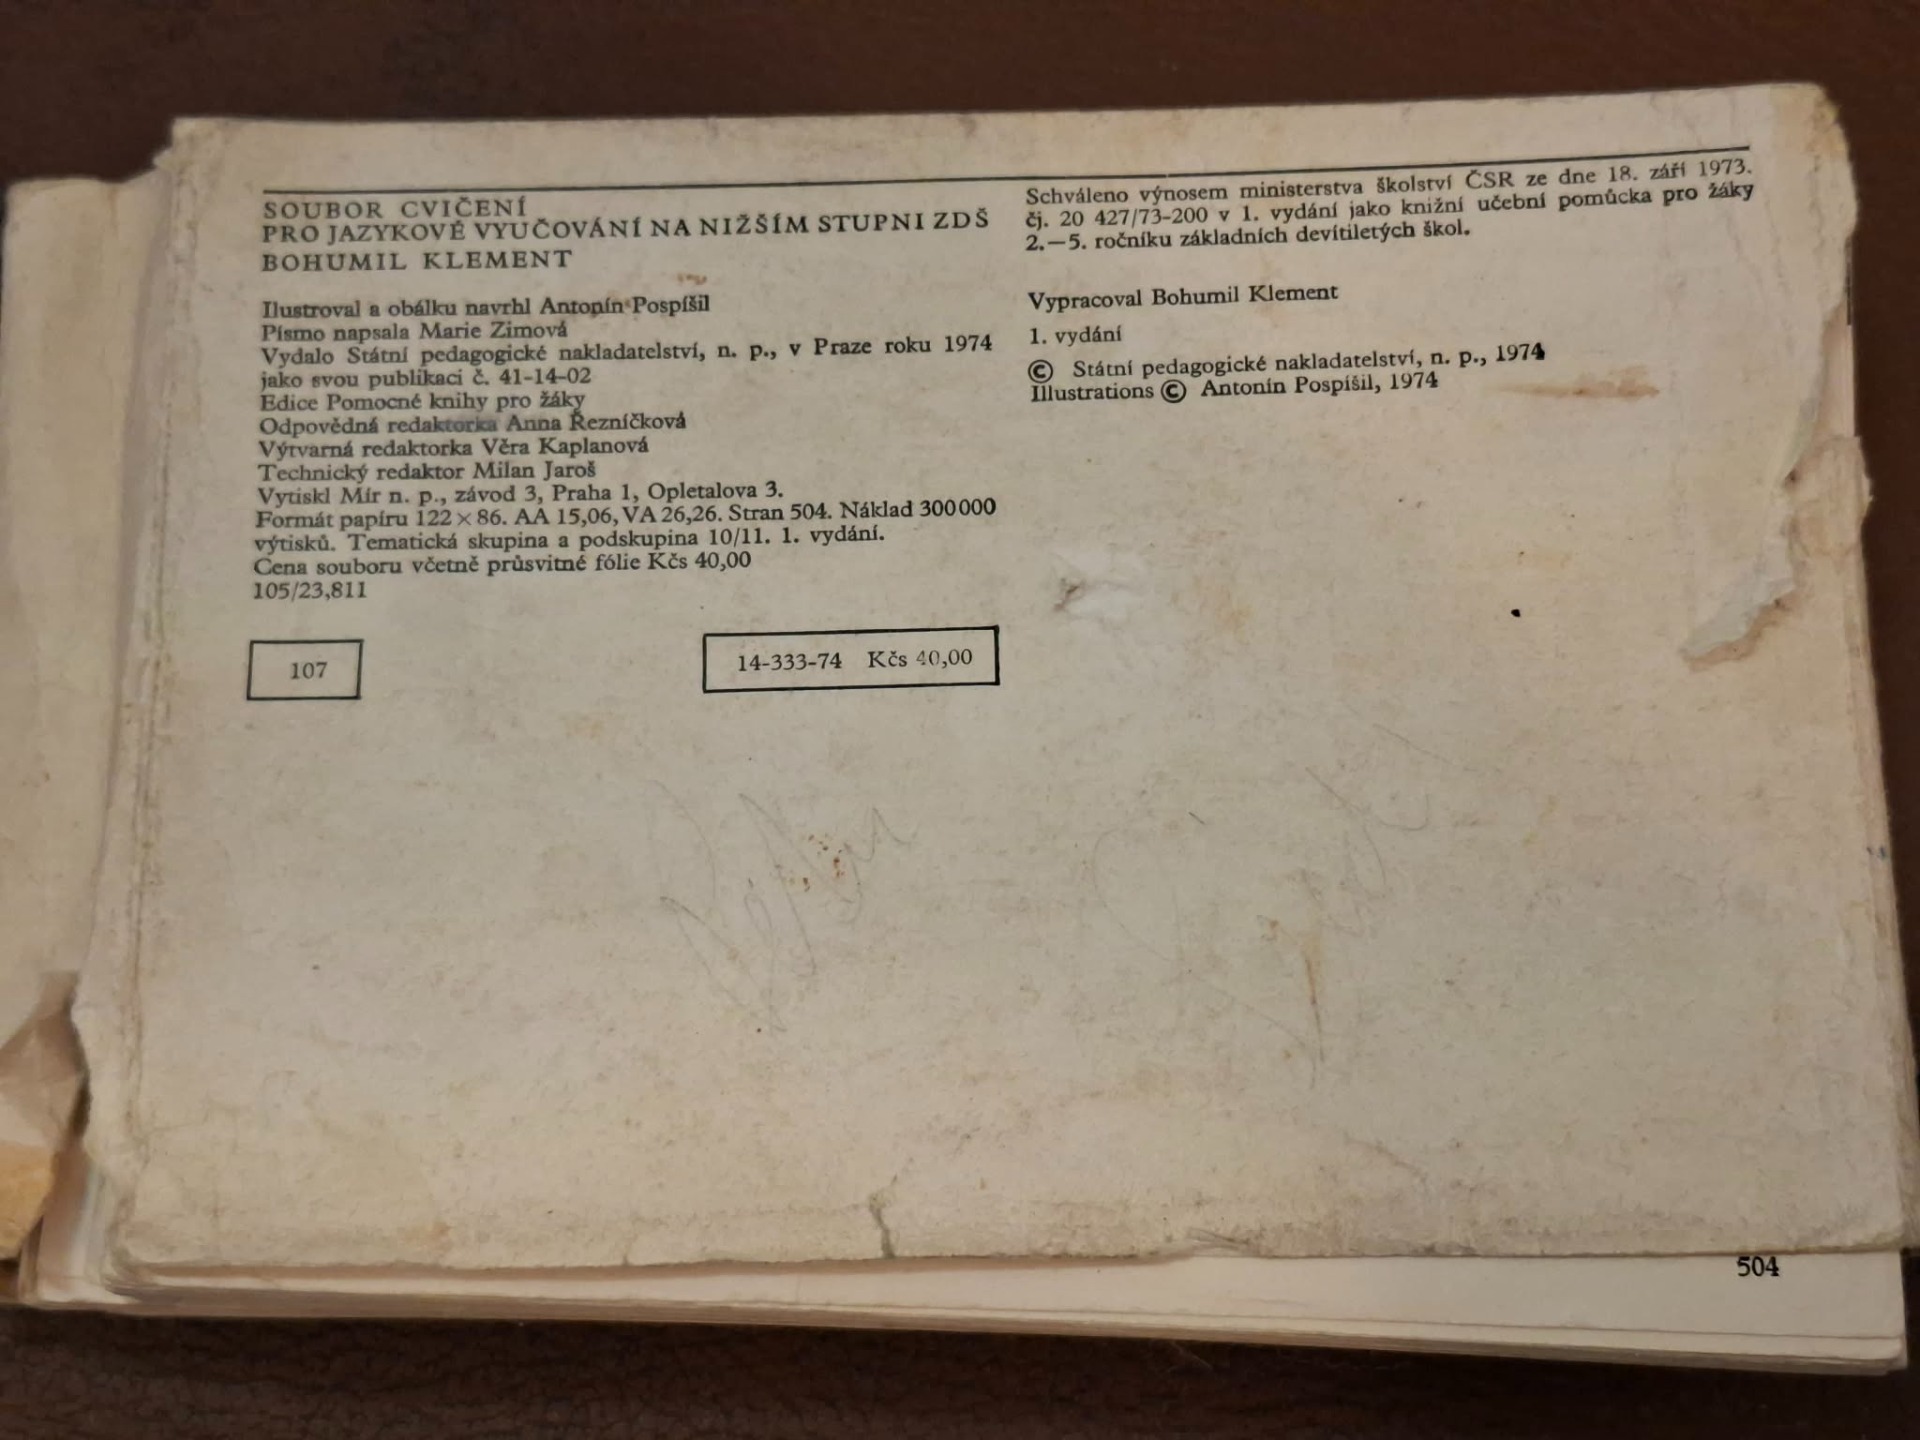 SOUBOR CVIČENÍ
PRO JAZYKOVÉ VYUČOVÁNÍ NA NIŽŠÍM STUPNI ZDŠ
BOHUMIL KLEMENT
Ilustroval a obálku navrhl Antonín Pospíšil
Písmo napsala Marie Zimová
Vydalo Státní pedagogické nakladatelství, n. p., v Praze roku 1974
jako svou publikaci č. 41-14-02
Edice Pomocné knihy pro žáky
Odpovědná redaktorka Anna Řezníčková
Výtvarná redaktorka Věra Kaplanová
Technický redaktor Milan Jaroš
Vytiskl Mír n. p., závod 3, Praha 1, Opletalova 3.
Formát papíru 122 × 86. AA 15,06, VA 26,26. Stran 504. Náklad 300 000
výtisků. Tematická skupina a podskupina 10/11. 1. vydání.
Cena souboru včetně průsvitné fólie Kčs 40,00
105/23,811
107
14-333-74 Kčs 40,00
Schváleno výnosem ministerstva školství ČSR ze dne 18. září 1973.
čj. 20 427/73-200 v 1. vydání jako knižní učební pomůcka pro žáky
2.—5. ročníku základních devítiletých škol.
Vypracoval Bohumil Klement
1. vydání
© Státní pedagogické nakladatelství, n. p., 1974
Illustrations © Antonín Pospíšil, 1974
504